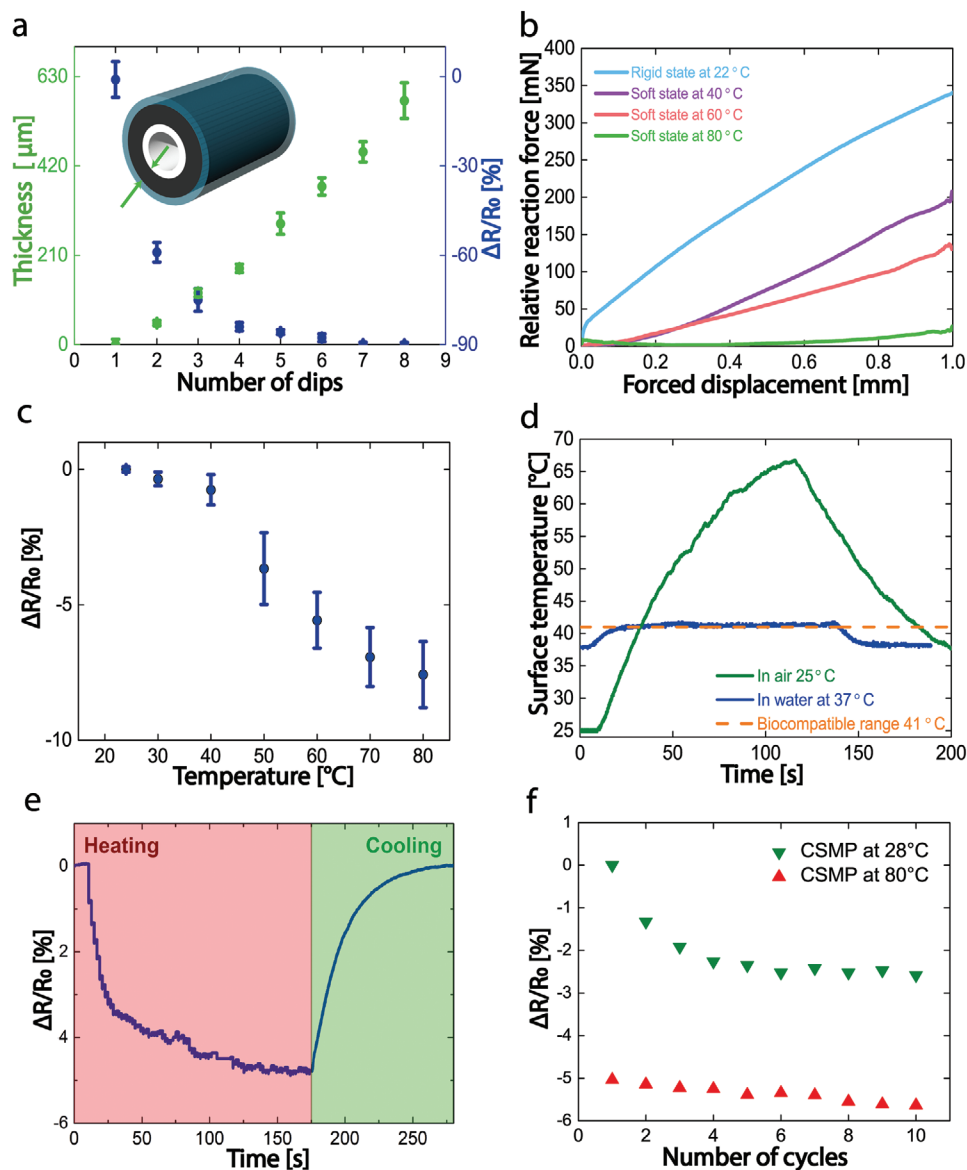 a
630
420
210
0
Thickness [ µm]
0
-30
-60
-90
ΔR/R₀ [%]
0 1 2 3 4 5 6 7 8 9
Number of dips
b
400
350
300
250
200
150
100
50
0
Relative reaction force [mN]
Rigid state at 22 °C
Soft state at 40 °C
Soft state at 60 °C
Soft state at 80 °C
0.0 0.2 0.4 0.6 0.8 1.0
Forced displacement [mm]
c
0
-5
-10
ΔR/R₀ [%]
20 30 40 50 60 70 80
Temperature [°C]
d
70
65
60
55
50
45
40
35
30
25
Surface temperature [°C]
In air 25°C
In water at 37°C
Biocompatible range 41 °C
0 50 100 150 200
Time [s]
e
Heating
Cooling
0
2
4
-6
ΔR/R₀ [%]
0 50 75 100 150 200 250
Time [s]
f
1
0
-1
-2
-3
-4
-5
-6
ΔR/R₀ [%]
CSMP at 28°C
CSMP at 80°C
0 2 4 6 8 10
Number of cycles